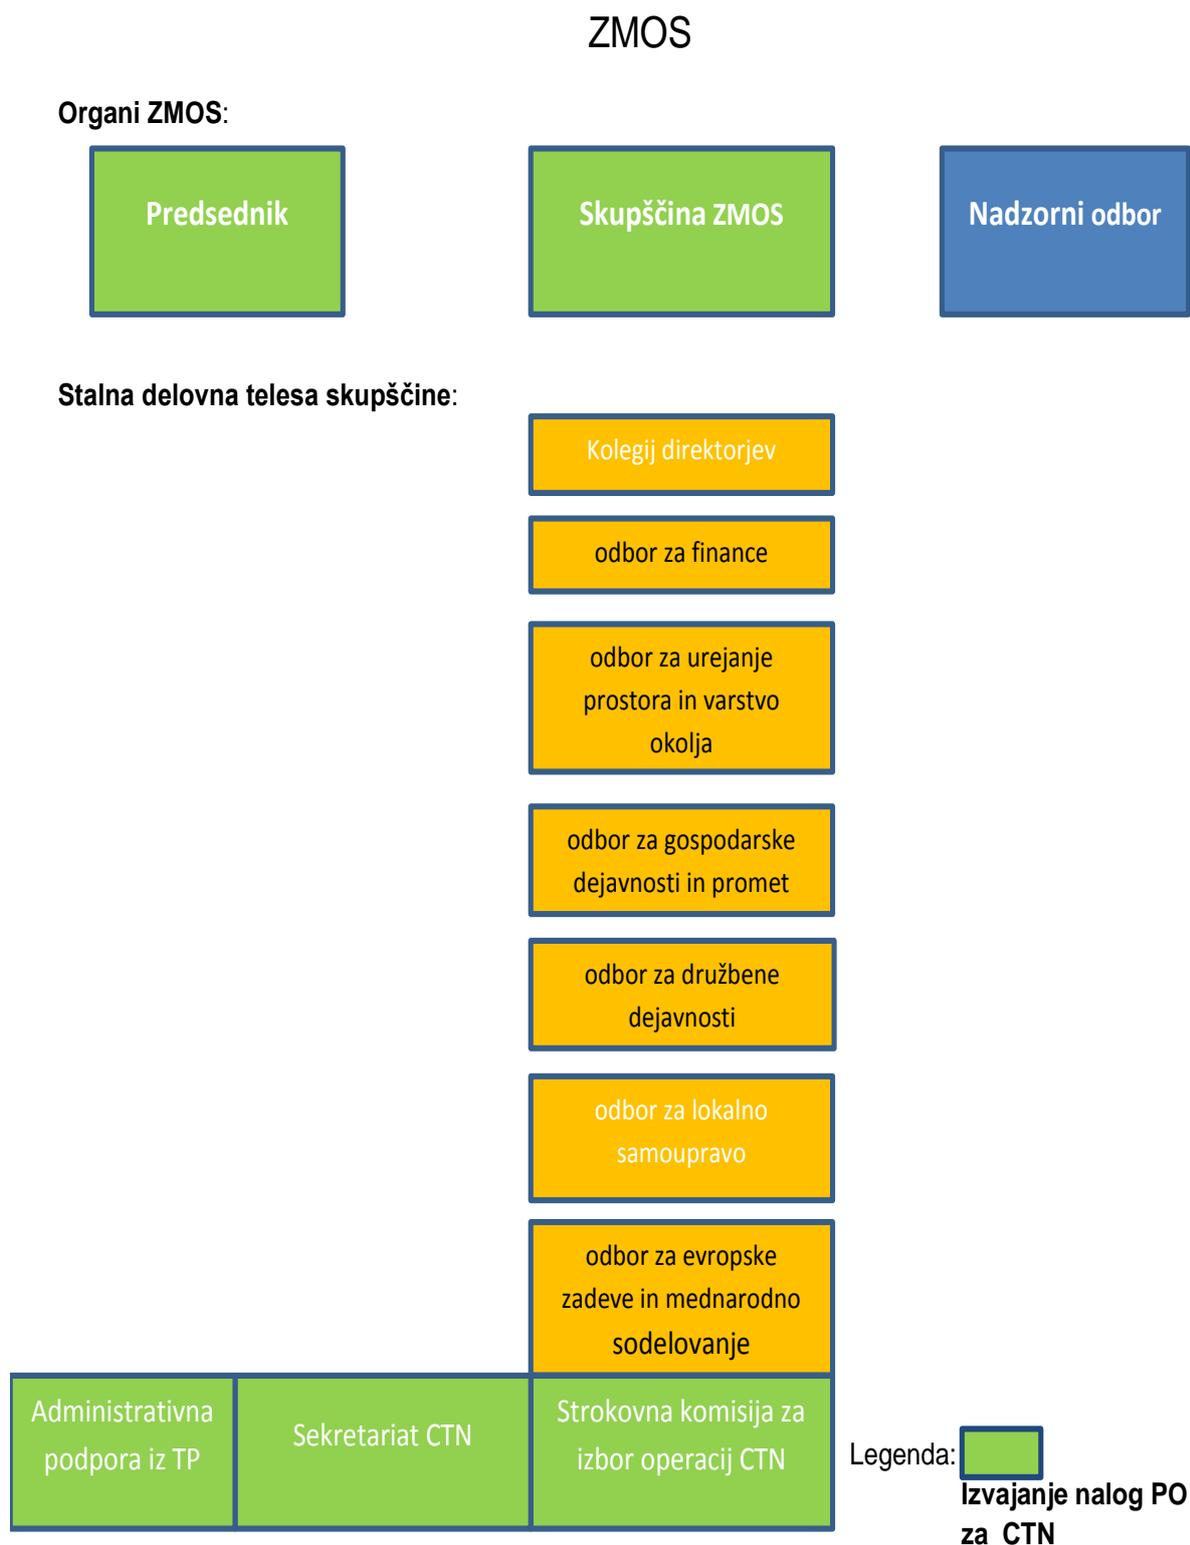 ZMOS
Organi ZMOS:
Predsednik
Skupščina ZMOS
Nadzorni odbor
Stalna delovna telesa skupščine:
Kolegij direktorjev
odbor za finance
odbor za urejanje
prostora in varstvo
okolja
odbor za gospodarske
dejavnosti in promet
odbor za družbene
dejavnosti
odbor za lokalno
samoupravo
odbor za evropske
zadeve in mednarodno
sodelovanje
Administrativna
podpora iz TP
Sekretariat CTN
Strokovna komisija za
izbor operacij CTN
Legenda:
Izvajanje nalog PO
za CTN